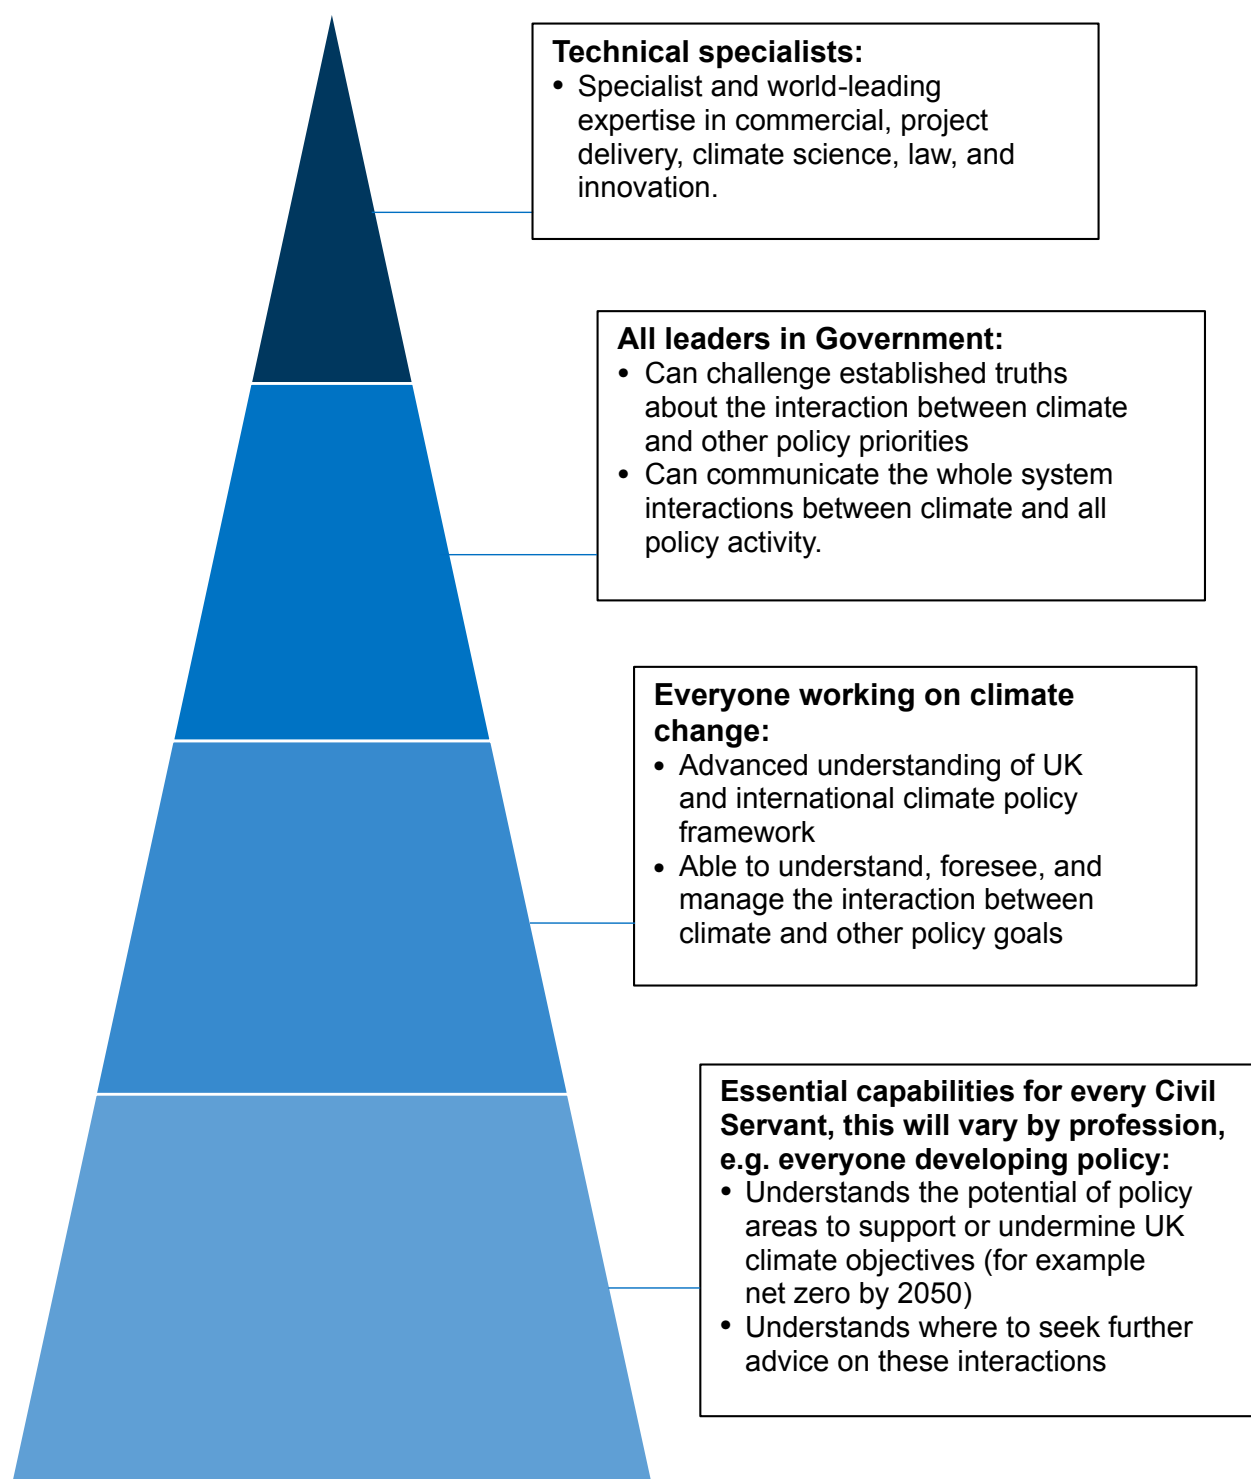 Technical specialists:
• Specialist and world-leading
expertise in commercial, project
delivery, climate science, law, and
innovation.
All leaders in Government:
• Can challenge established truths
about the interaction between climate
and other policy priorities
• Can communicate the whole system
interactions between climate and all
policy activity.
Everyone working on climate
change:
• Advanced understanding of UK
and international climate policy
framework
• Able to understand, foresee, and
manage the interaction between
climate and other policy goals
Essential capabilities for every Civil
Servant, this will vary by profession,
e.g. everyone developing policy:
• Understands the potential of policy
areas to support or undermine UK
climate objectives (for example
net zero by 2050)
• Understands where to seek further
advice on these interactions